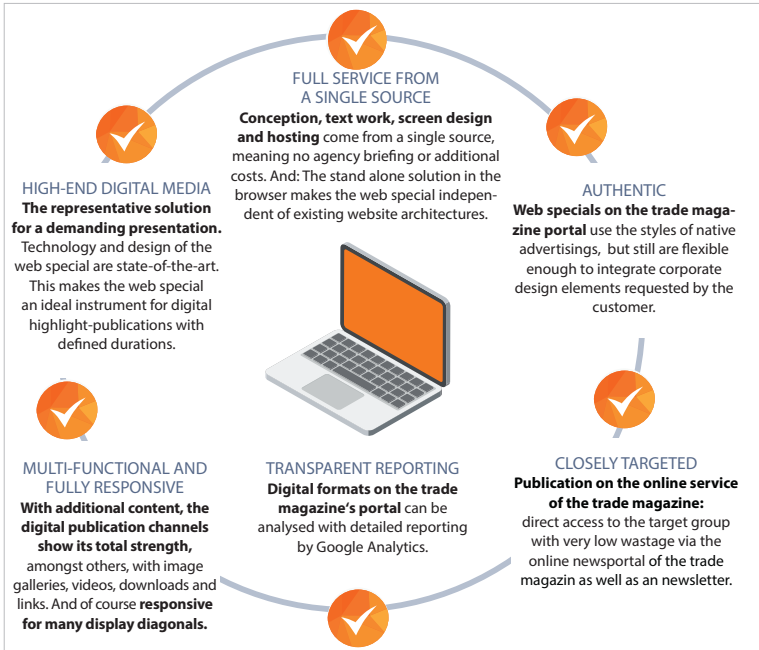 FULL SERVICE FROM
A SINGLE SOURCE
Conception, text work, screen design
and hosting come from a single source,
meaning no agency briefing or additional
costs. And: The stand alone solution in the
browser makes the web special indepen-
dent of existing website architectures.
HIGH-END DIGITAL MEDIA
The representative solution
for a demanding presentation.
Technology and design of the
web special are state-of-the-art.
This makes the web special
an ideal instrument for digital
highlight-publications with
defined durations.
AUTHENTIC
Web specials on the trade maga-
zine portal use the styles of native
advertisings, but still are flexible
enough to integrate corporate
design elements requested by the
customer.
MULTI-FUNCTIONAL AND
FULLY RESPONSIVE
With additional content, the
digital publication channels
show its total strength,
amongst others, with image
galleries, videos, downloads and
links. And of course responsive
for many display diagonals.
TRANSPARENT REPORTING
Digital formats on the trade
magazine's portal can be
analysed with detailed reporting
by Google Analytics.
CLOSELY TARGETED
Publication on the online service
of the trade magazine:
direct access to the target group
with very low wastage via the
online newsportal of the trade
magazin as well as an newsletter.